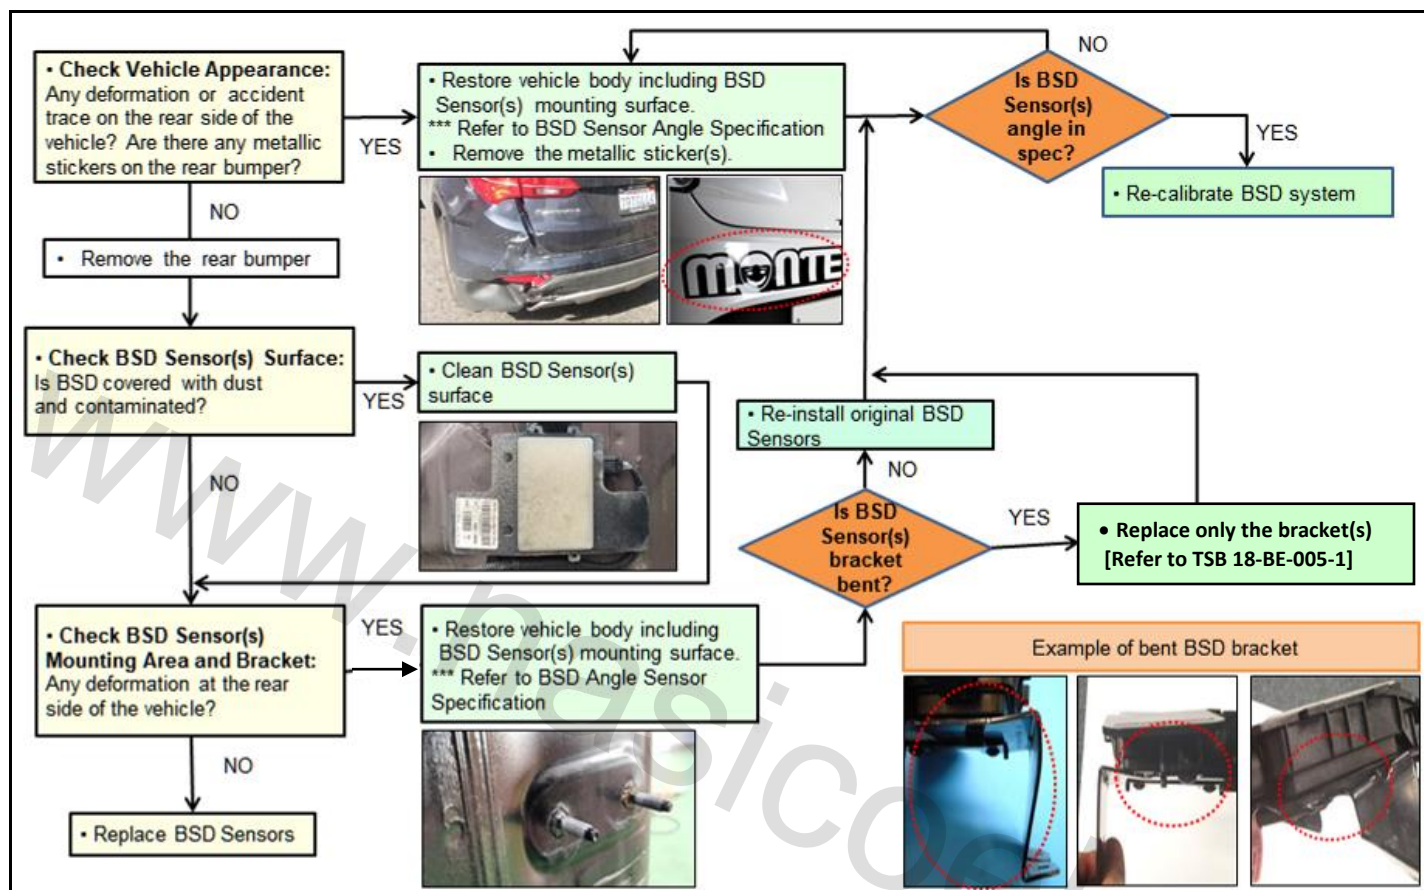 • Check Vehicle Appearance:
Any deformation or accident
trace on the rear side of the
vehicle? Are there any metallic
stickers on the rear bumper?
YES
• Restore vehicle body including BSD
Sensor(s) mounting surface.
*** Refer to BSD Sensor Angle Specification
• Remove the metallic sticker(s).
NO
Is BSD
Sensor(s)
angle in
spec?
YES
• Re-calibrate BSD system
MONTE
NO
• Remove the rear bumper
• Check BSD Sensor(s) Surface:
Is BSD covered with dust
and contaminated?
YES
• Clean BSD Sensor(s)
surface
NO
• Re-install original BSD
Sensors
NO
Is BSD
Sensor(s)
bracket
bent?
YES
• Replace only the bracket(s)
[Refer to TSB 18-BE-005-1]
• Check BSD Sensor(s)
Mounting Area and Bracket:
Any deformation at the rear
side of the vehicle?
YES
• Restore vehicle body including
BSD Sensor(s) mounting surface.
*** Refer to BSD Angle Sensor
Specification
NO
• Replace BSD Sensors
Example of bent BSD bracket